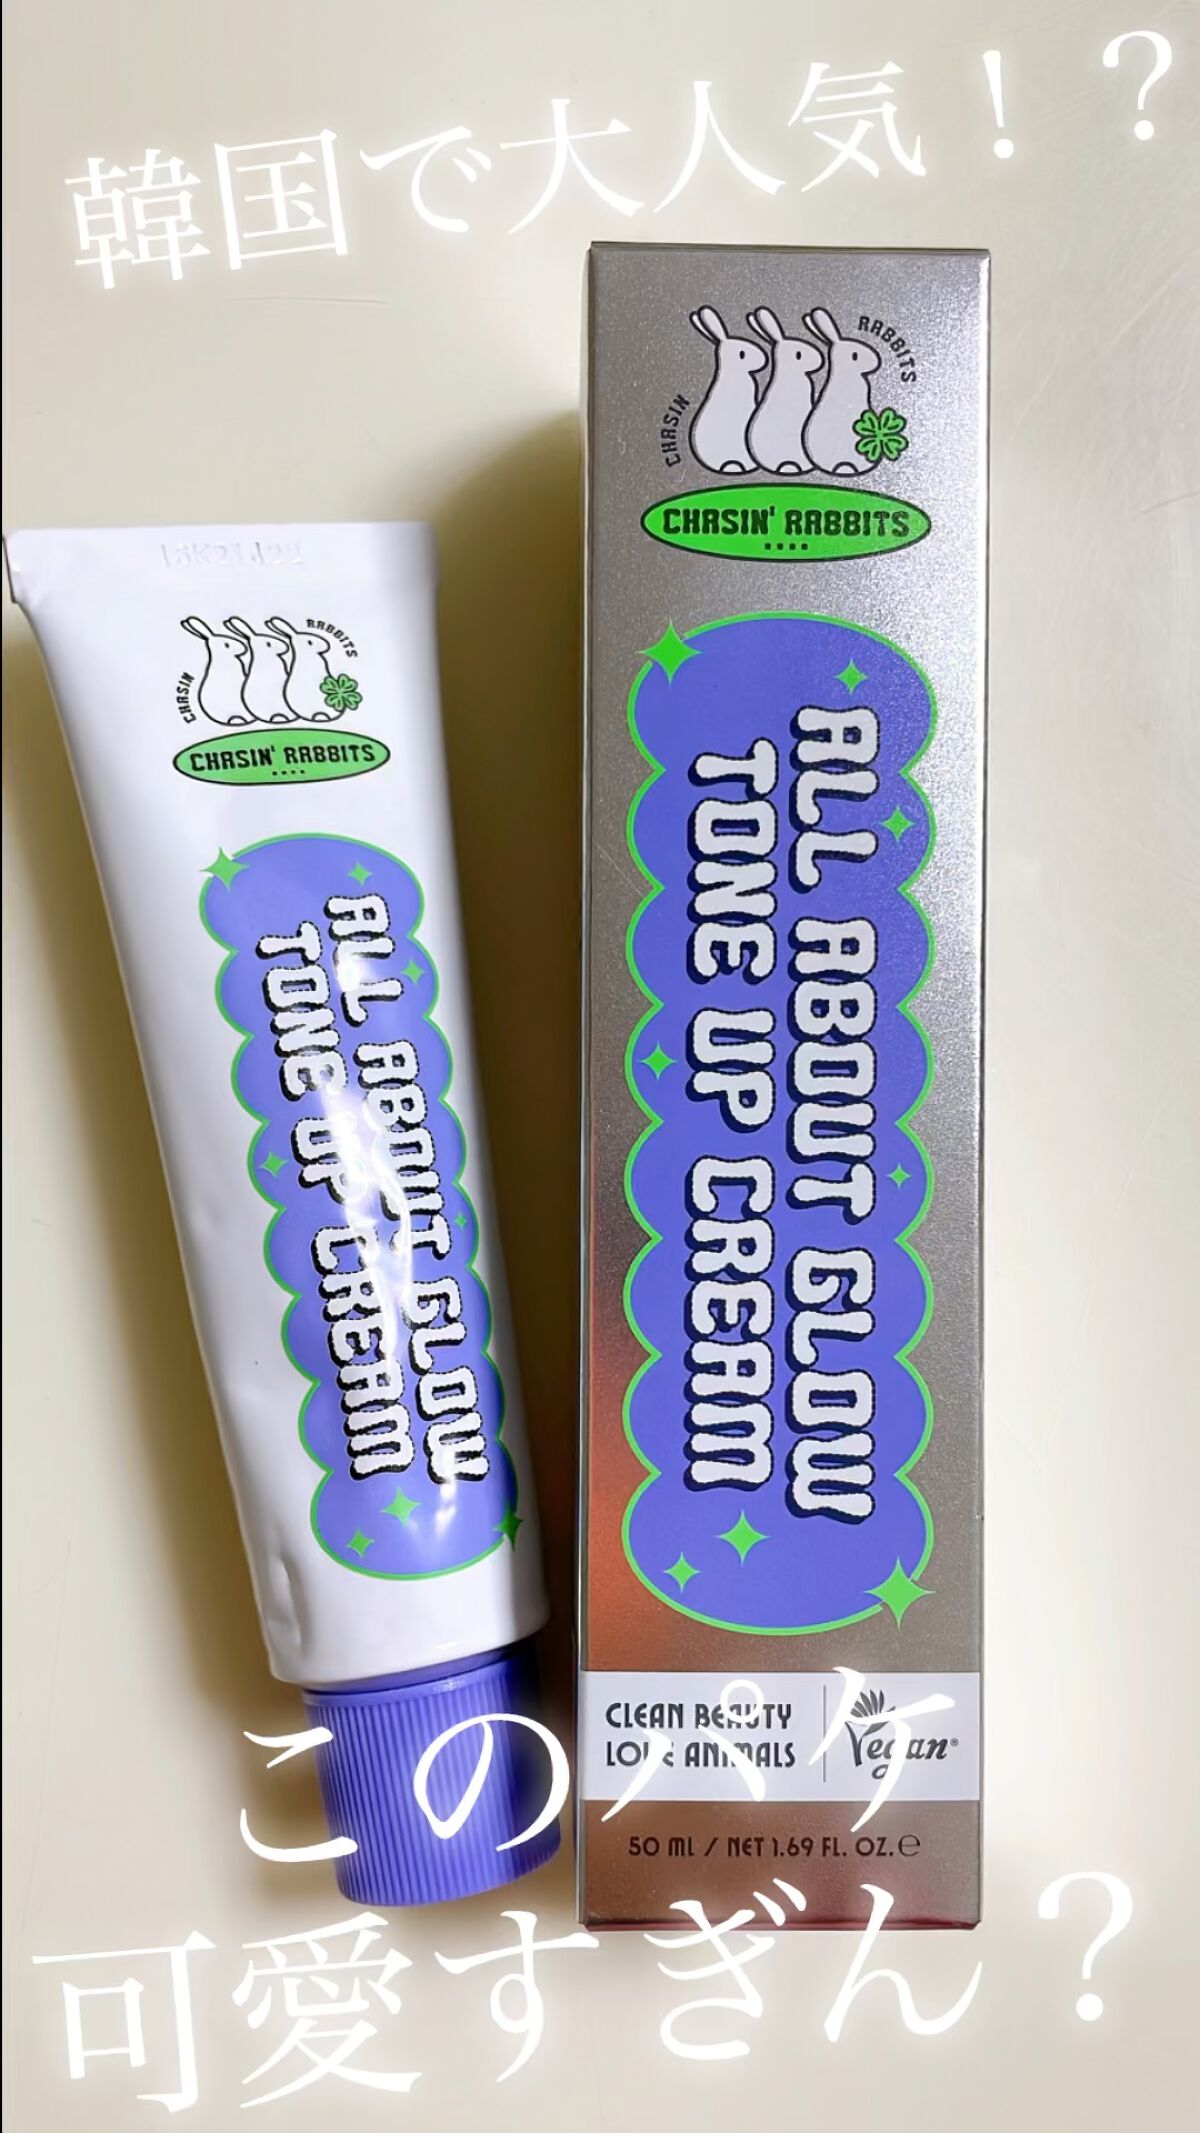 韓国で大人気！？
CHASIN
RABBITS
CHASIN' RABBITS
ALL ABOUT GLOW
TONE UP CREAM
CLEAN BEAUTY
LOVE ANIMALS
Vegan®
50 ML / NET 1.69 FL. OZ. ℮
CHASIN
RABBITS
CHASIN' RABBITS
ALL ABOUT GLOW
TONE UP CREAM
このパケ
可愛すぎん？